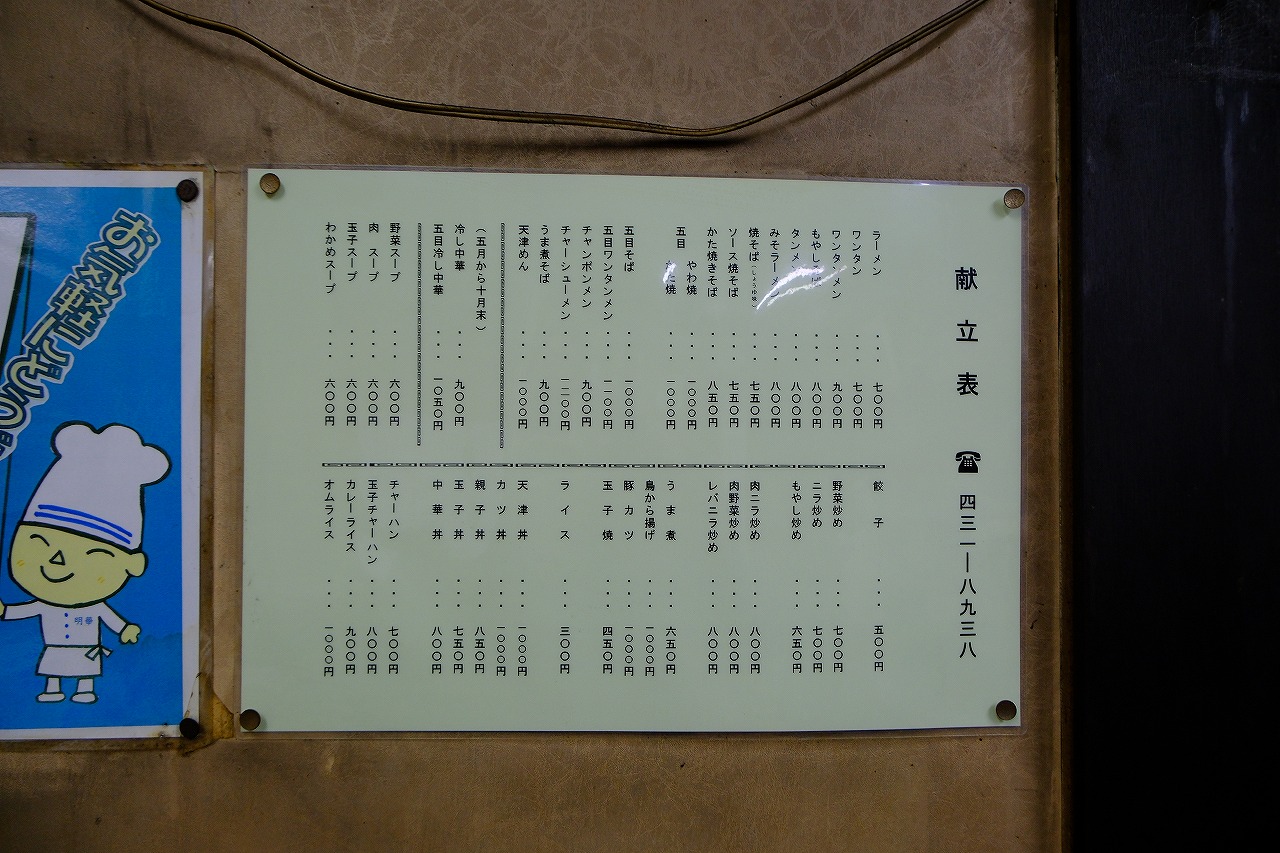 献立表 ☎ 四三一―八九三八
ラーメン ・・・ 七〇〇円
ワンタン ・・・ 七〇〇円
ワンタンメン ・・・ 九〇〇円
もやしそば ・・・ 八〇〇円
タンメン ・・・ 八〇〇円
みそラーメン ・・・ 八〇〇円
焼そば(しょうゆ味) ・・・ 七五〇円
ソース焼そば ・・・ 七五〇円
かた焼きそば ・・・ 八五〇円
五目 やわ焼 ・・・ 一〇〇〇円
かた焼 ・・・ 一〇〇〇円
五目そば ・・・ 一〇〇〇円
五目ワンタンメン ・・・ 一一〇〇円
チャンポンメン ・・・ 九〇〇円
チャーシューメン ・・・ 一一〇〇円
うま煮そば ・・・ 九〇〇円
天津めん ・・・ 一〇〇〇円
(五月から十月末)
冷し中華 ・・・ 九〇〇円
五目冷し中華 ・・・ 一〇五〇円
野菜スープ ・・・ 六〇〇円
肉スープ ・・・ 六〇〇円
玉子スープ ・・・ 六〇〇円
わかめスープ ・・・ 六〇〇円
餃子 ・・・ 五〇〇円
野菜炒め ・・・ 七〇〇円
ニラ炒め ・・・ 七〇〇円
もやし炒め ・・・ 六五〇円
肉ニラ炒め ・・・ 八〇〇円
肉野菜炒め ・・・ 八〇〇円
レバニラ炒め ・・・ 八〇〇円
うま煮 ・・・ 六五〇円
鳥から揚げ ・・・ 一〇〇〇円
豚カツ ・・・ 一〇〇〇円
玉子焼 ・・・ 四五〇円
ライス ・・・ 三〇〇円
天津丼 ・・・ 一〇〇〇円
カツ丼 ・・・ 一〇〇〇円
親子丼 ・・・ 八五〇円
玉子丼 ・・・ 七五〇円
中華丼 ・・・ 八〇〇円
チャーハン ・・・ 七〇〇円
玉子チャーハン ・・・ 八〇〇円
カレーライス ・・・ 九〇〇円
オムライス ・・・ 一〇〇〇円
明華